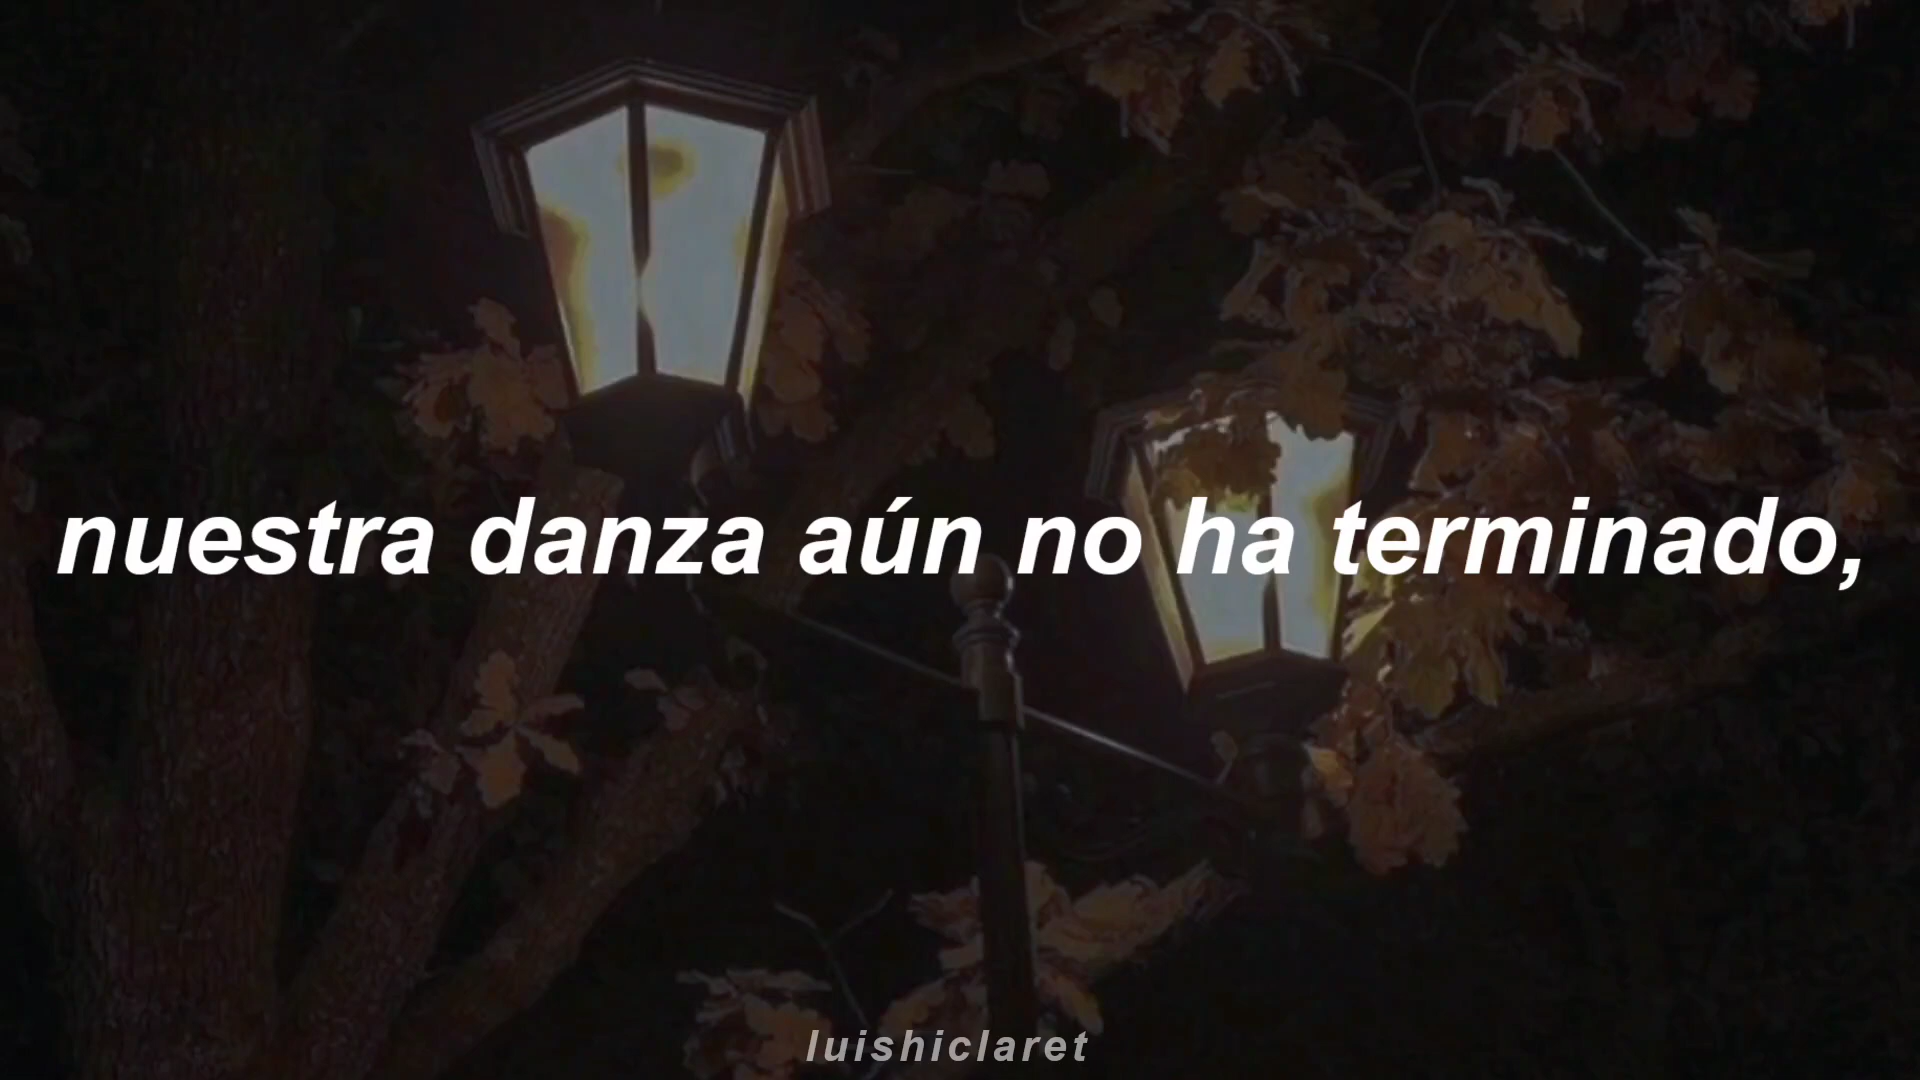 nuestra danza aún no ha terminado,
luishiclaret